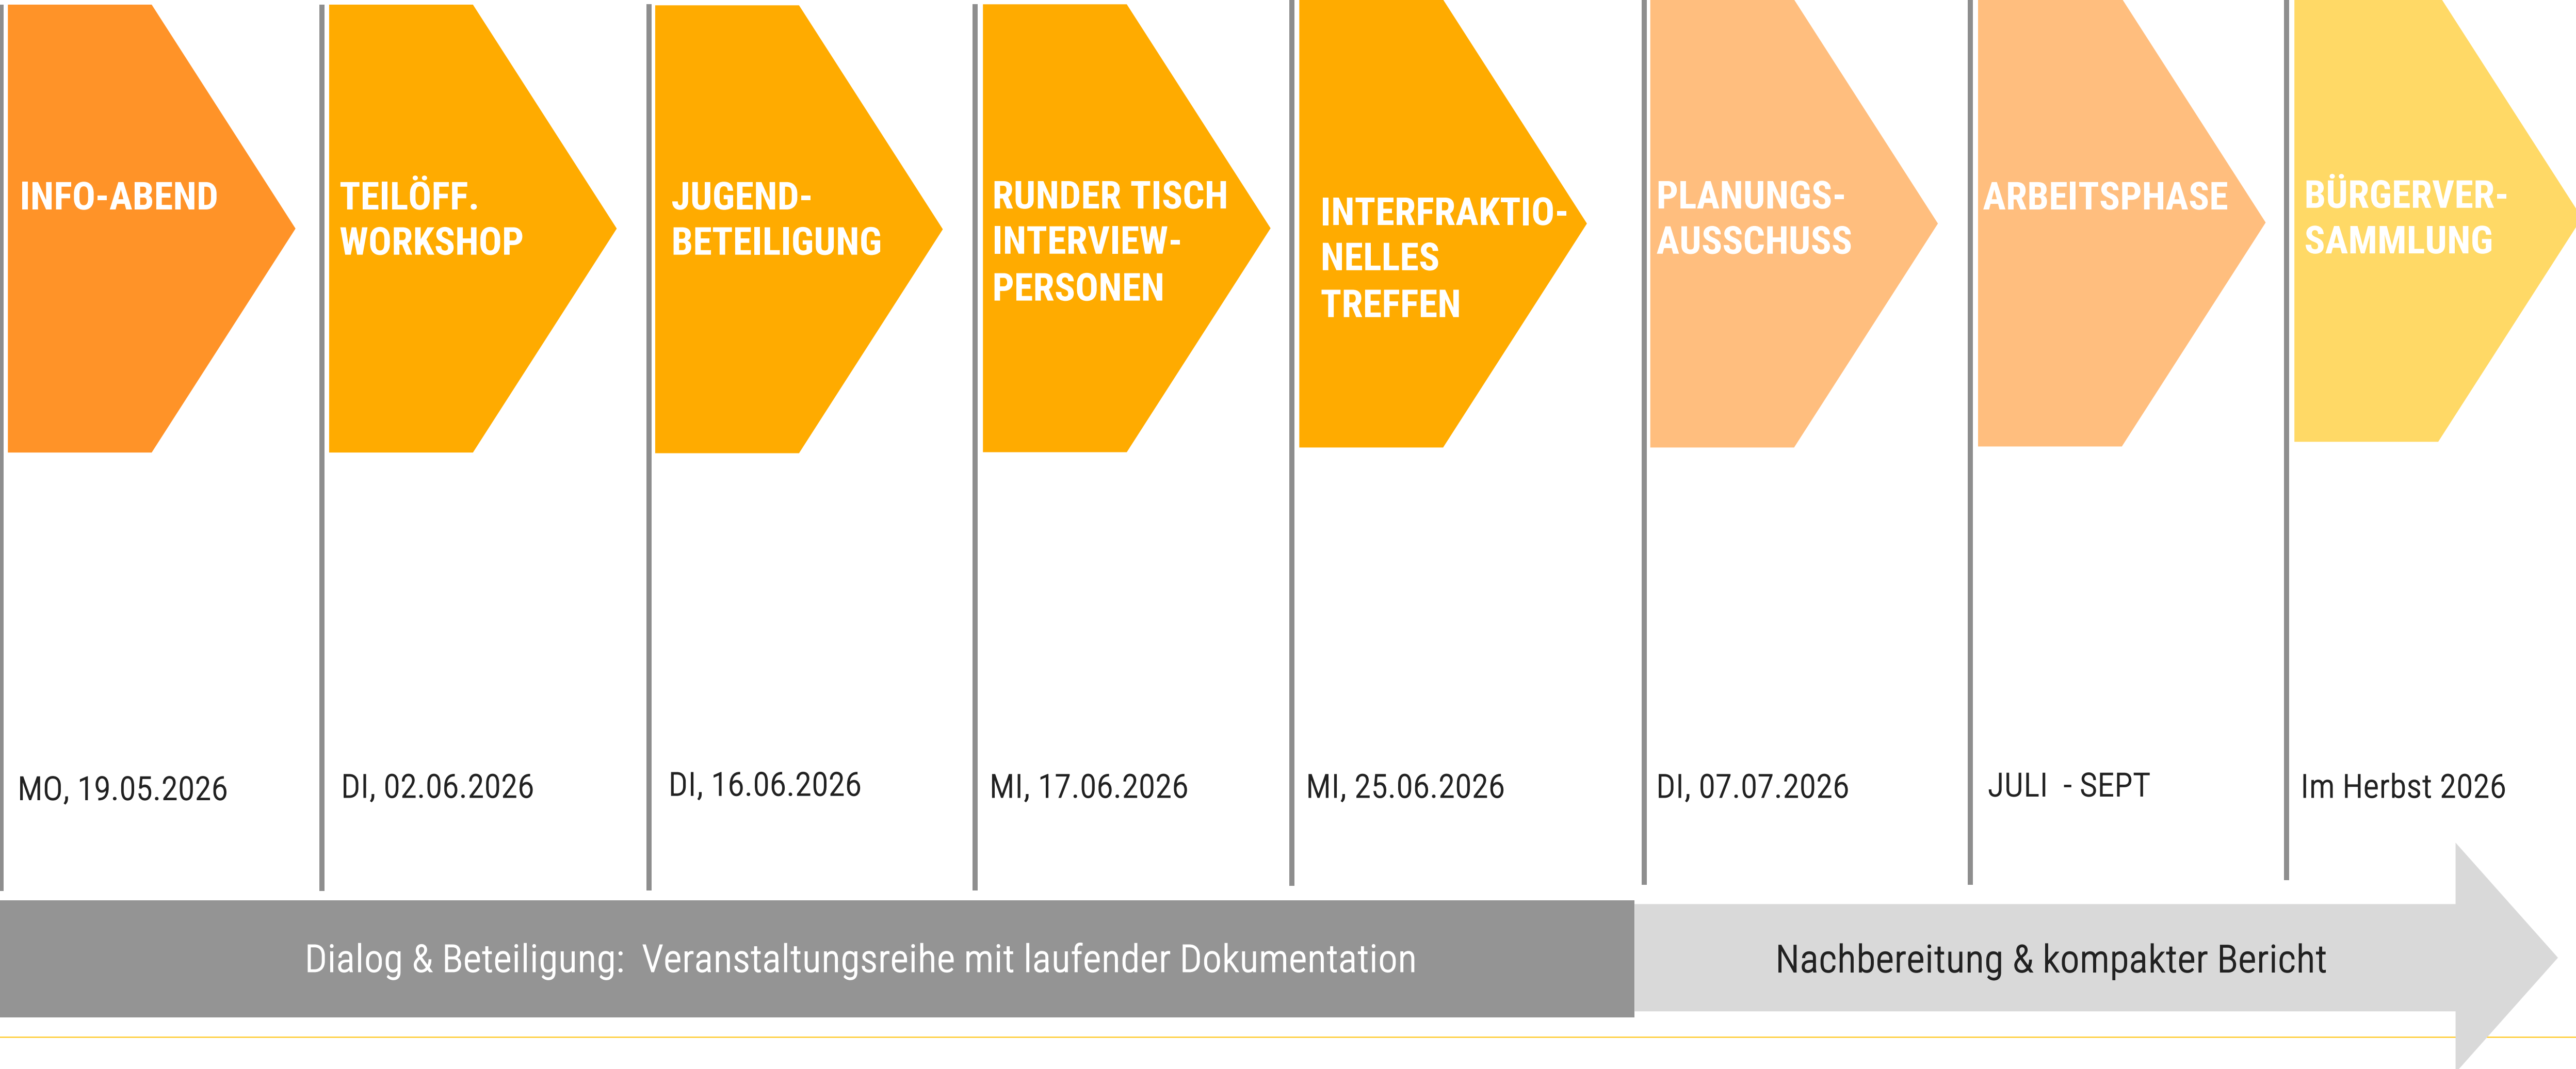 INFO-ABEND
TEILÖFF.
WORKSHOP
JUGEND-
BETEILIGUNG
RUNDER TISCH
INTERVIEW-
PERSONEN
INTERFRAKTIO-
NELLES
TREFFEN
PLANUNGS-
AUSSCHUSS
ARBEITSPHASE
BÜRGERVER-
SAMMLUNG
MO, 19.05.2026
DI, 02.06.2026
DI, 16.06.2026
MI, 17.06.2026
MI, 25.06.2026
DI, 07.07.2026
JULI - SEPT
Im Herbst 2026
Dialog & Beteiligung: Veranstaltungsreihe mit laufender Dokumentation
Nachbereitung & kompakter Bericht